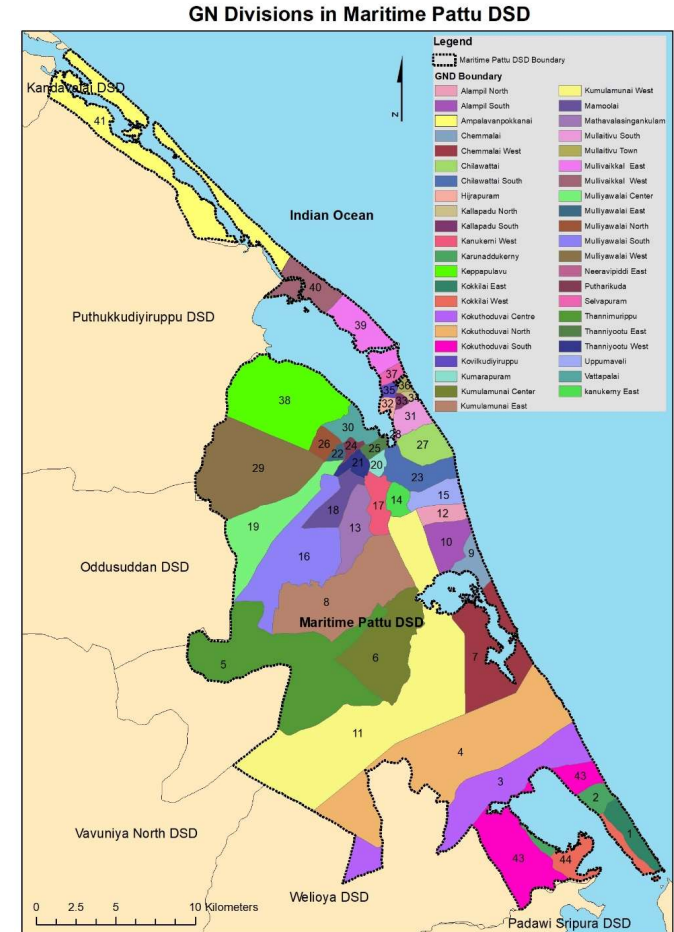 GN Divisions in Maritime Pattu DSD
Legend
Maritime Pattu DSD Boundary
GND Boundary
Alampil North
Alampil South
Ampalavanpokkanai
Chemmalai
Chemmalai West
Chilawattai
Chilawattai South
Hijrapuram
Kallapadu North
Kallapadu South
Kanukerni West
Karunaddukerny
Keppapulavu
Kokkilai East
Kokkilai West
Kokuthoduvai Centre
Kokuthoduvai North
Kokuthoduvai South
Kovilkudiyiruppu
Kumarapuram
Kumulamunai Center
Kumulamunai East
Kumulamunai West
Mamoolai
Mathavalasingankulam
Mullaitivu South
Mullaitivu Town
Mullivaikkal East
Mullivaikkal West
Mulliyawalai Center
Mulliyawalai East
Mulliyawalai North
Mulliyawalai South
Mulliyawalai West
Neeravipiddi East
Putharikuda
Selvapuram
Thannimurippu
Thanniyootu East
Thanniyootu West
Uppumaveli
Vattapalai
kanukerny East
N
Kandavalai DSD
41
Indian Ocean
40
Puthukkudiyiruppu DSD
39
37
36
35
38
32
33
31
30
28
27
26
24
25
22
21
20
29
23
15
14
18
17
12
19
13
10
16
9
8
Maritime Pattu DSD
Oddusuddan DSD
5
6
7
11
4
3
43
2
1
Vavuniya North DSD
43
44
Welioya DSD
0 2.5 5 10 Kilometers
Padawi Sripura DSD